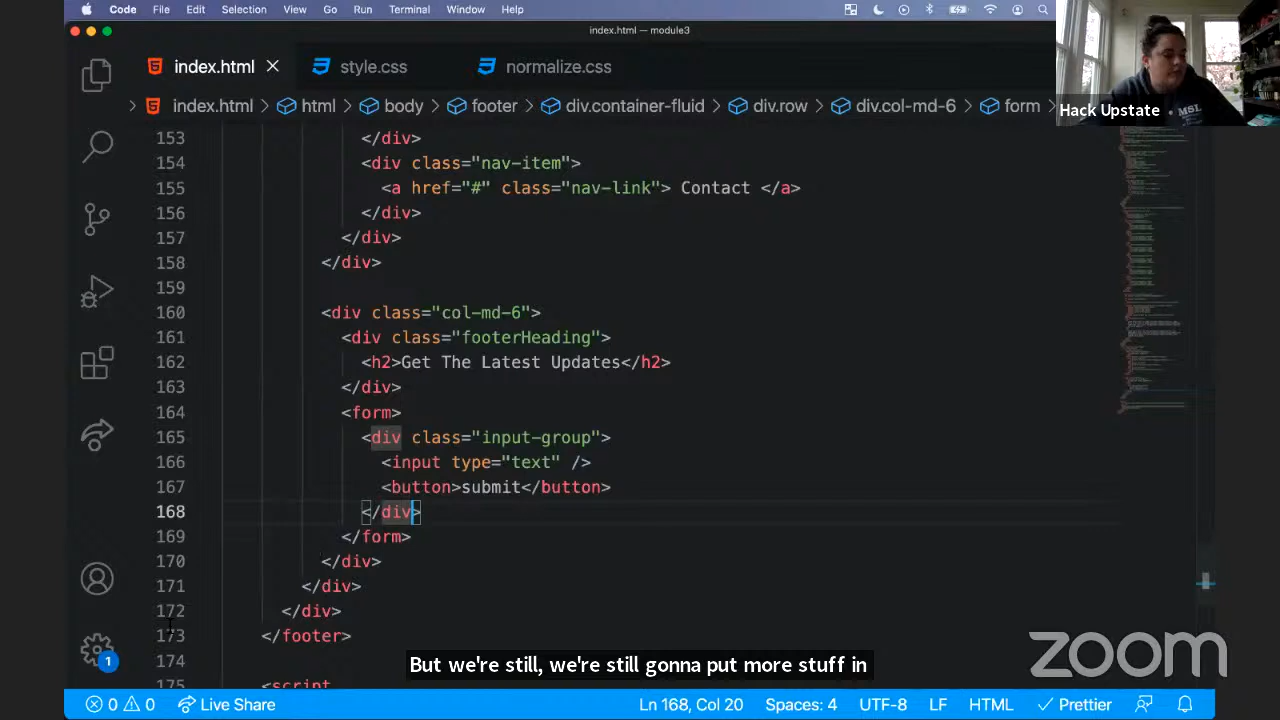 Code File Edit Selection View Go Run Terminal Window Help
index.html — module3
index.html style.css normalize.css
index.html > html > body > footer > div.container-fluid > div.row > div.col-md-6 > form >
Hack Upstate • MSL
153 </div>
154 <div class="nav-item">
155 <a href="#" class="nav-link"> Contact </a>
156 </div>
157 </div>
158 </div>
159
160 <div class="col-md-6">
161 <div class="footerHeading">
162 <h2>Get The Latest Updates</h2>
163 </div>
164 <form>
165 <div class="input-group">
166 <input type="text" />
167 <button>submit</button>
168 </div>
169 </form>
170 </div>
171 </div>
172 </div>
173 </footer>
174
175 <script
But we're still, we're still gonna put more stuff in
zoom
1
0 0 Live Share Ln 168, Col 20 Spaces: 4 UTF-8 LF HTML Prettier